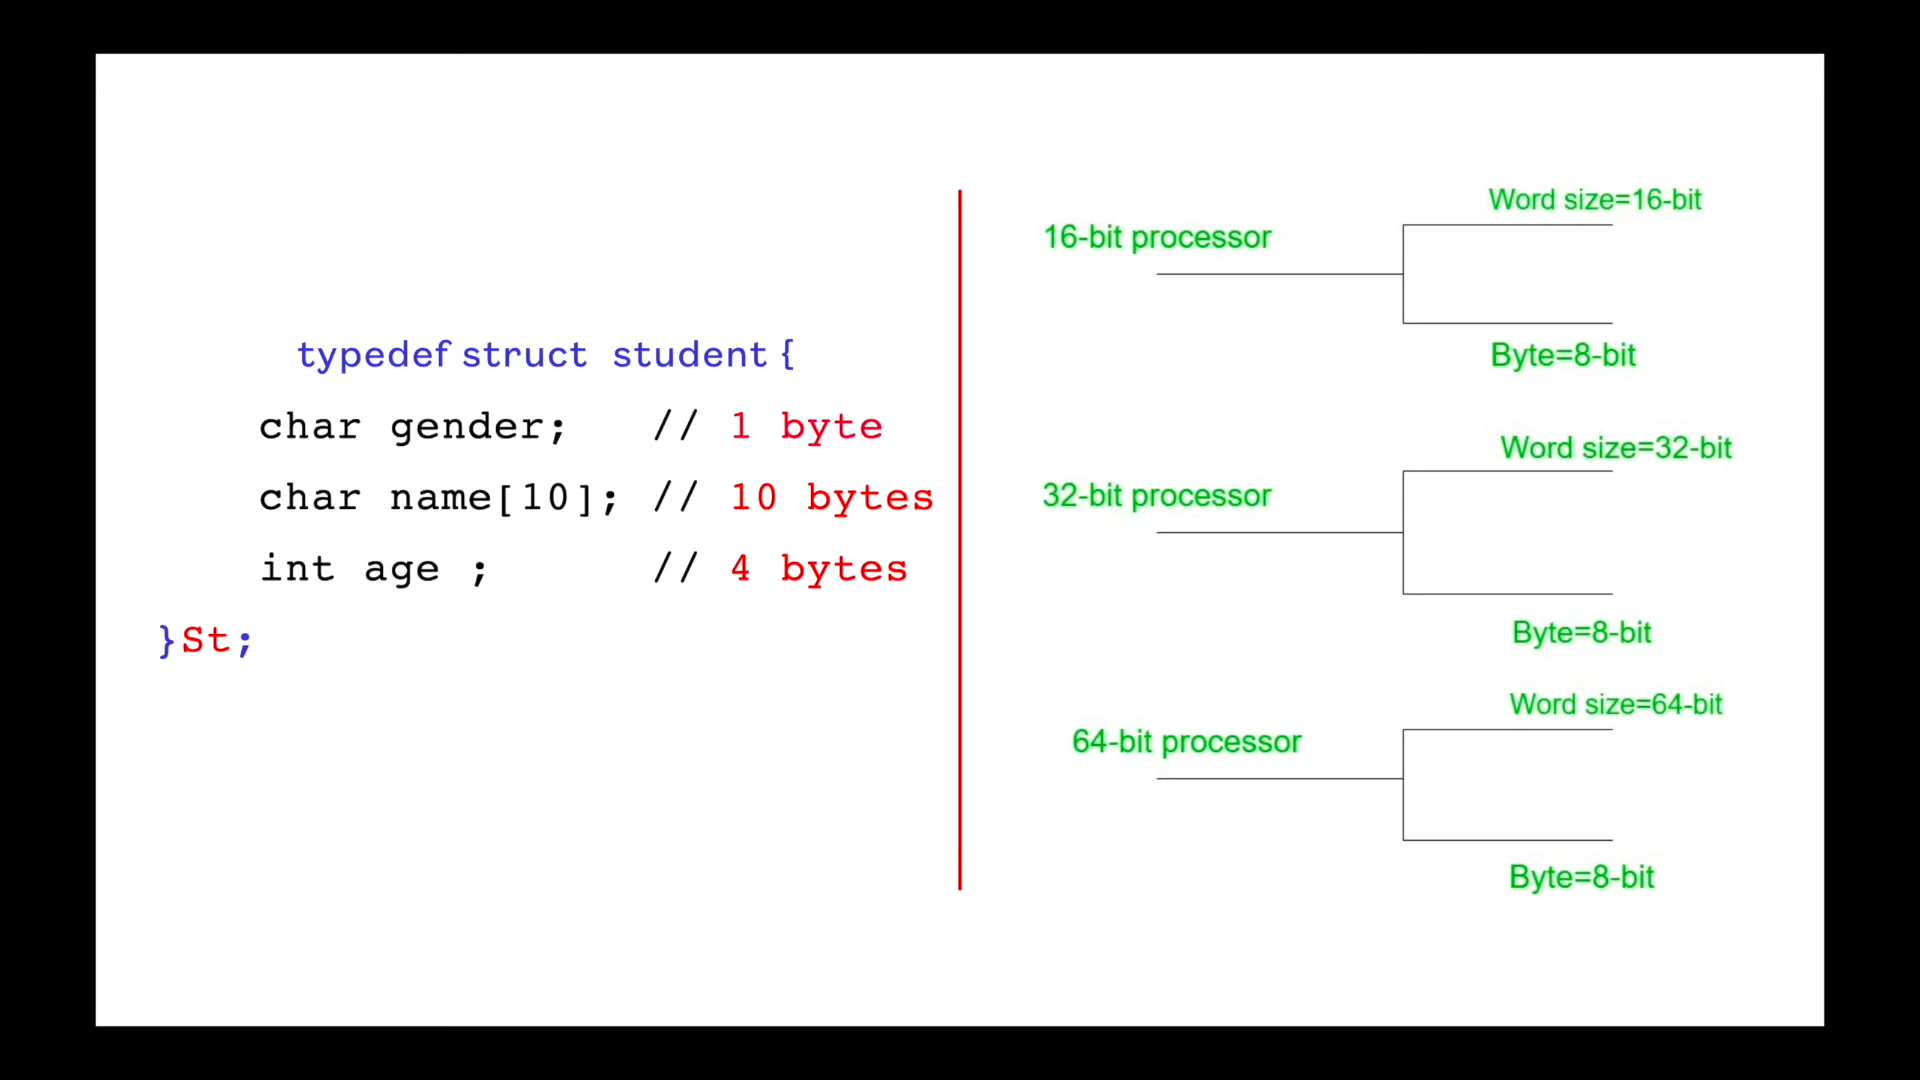 typedef struct student {
char gender; // 1 byte
char name[10]; // 10 bytes
int age ; // 4 bytes
}St;
Word size=16-bit
16-bit processor
Byte=8-bit
Word size=32-bit
32-bit processor
Byte=8-bit
Word size=64-bit
64-bit processor
Byte=8-bit